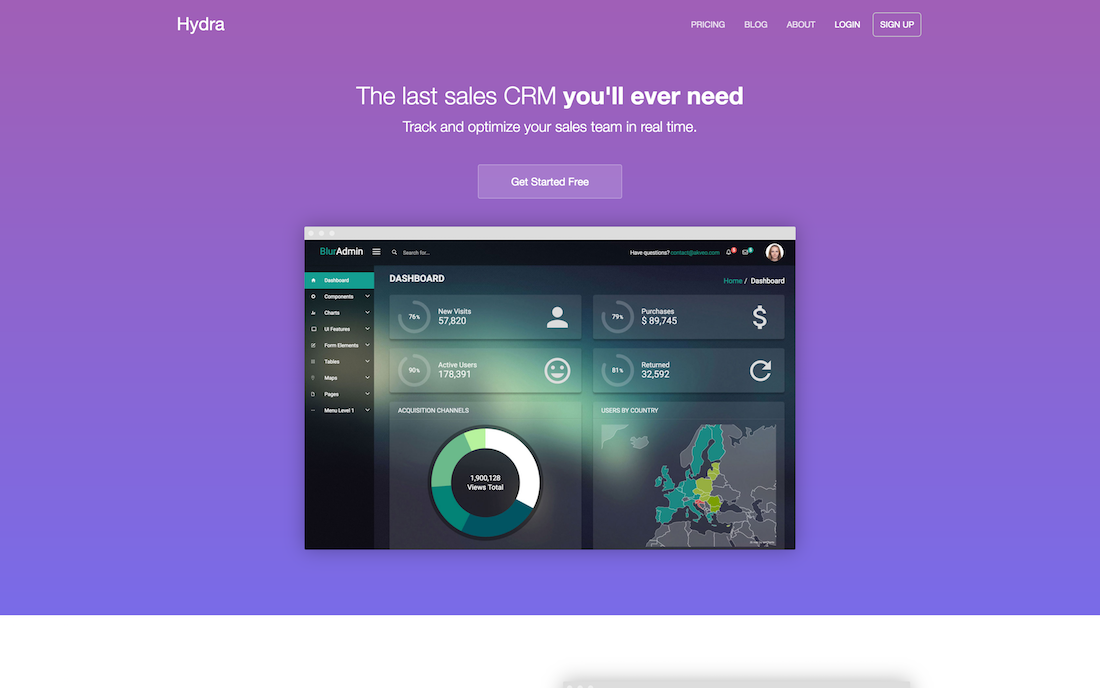 Hydra
PRICING BLOG ABOUT LOGIN SIGN UP
The last sales CRM you'll ever need
Track and optimize your sales team in real time.
Get Started Free
BlurAdmin Search for... Have questions? contact@akveo.com
DASHBOARD
Home / Dashboard
Dashboard
Components
Charts
UI Features
Form Elements
Tables
Maps
Pages
Menu Level 1
76%
New Visits
57,820
79%
Purchases
$ 89,745
90%
Active Users
178,391
81%
Returned
32,592
ACQUISITION CHANNELS
1,900,128
Views Total
USERS BY COUNTRY